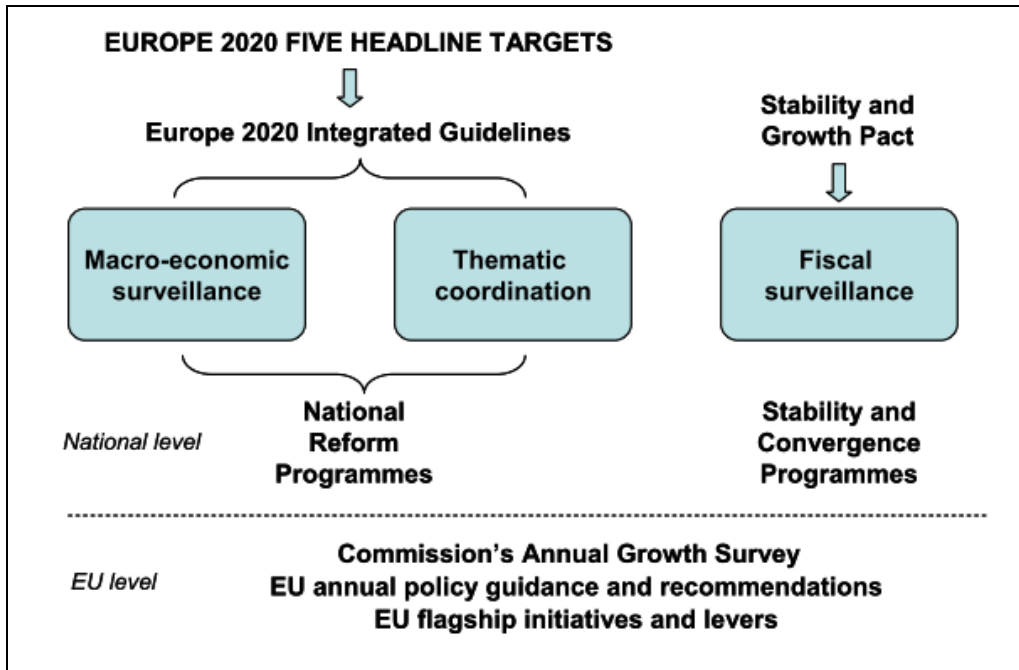 EUROPE 2020 FIVE HEADLINE TARGETS
Europe 2020 Integrated Guidelines
Stability and
Growth Pact
Macro-economic
surveillance
Thematic
coordination
Fiscal
surveillance
National level
National
Reform
Programmes
Stability and
Convergence
Programmes
EU level
Commission’s Annual Growth Survey
EU annual policy guidance and recommendations
EU flagship initiatives and levers